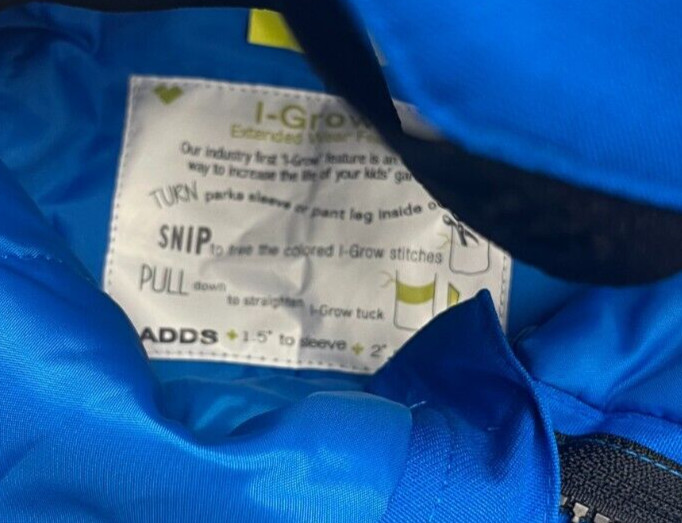 I-Grow
Extended Wear
Our industry first "I-Grow" feature is an
way to increase the life of your kids'
TURN parka sleeve or pant leg inside
SNIP to free the colored I-Grow stitches
PULL down
to straighten I-Grow tuck
ADDS + 1.5" to sleeve + 2"